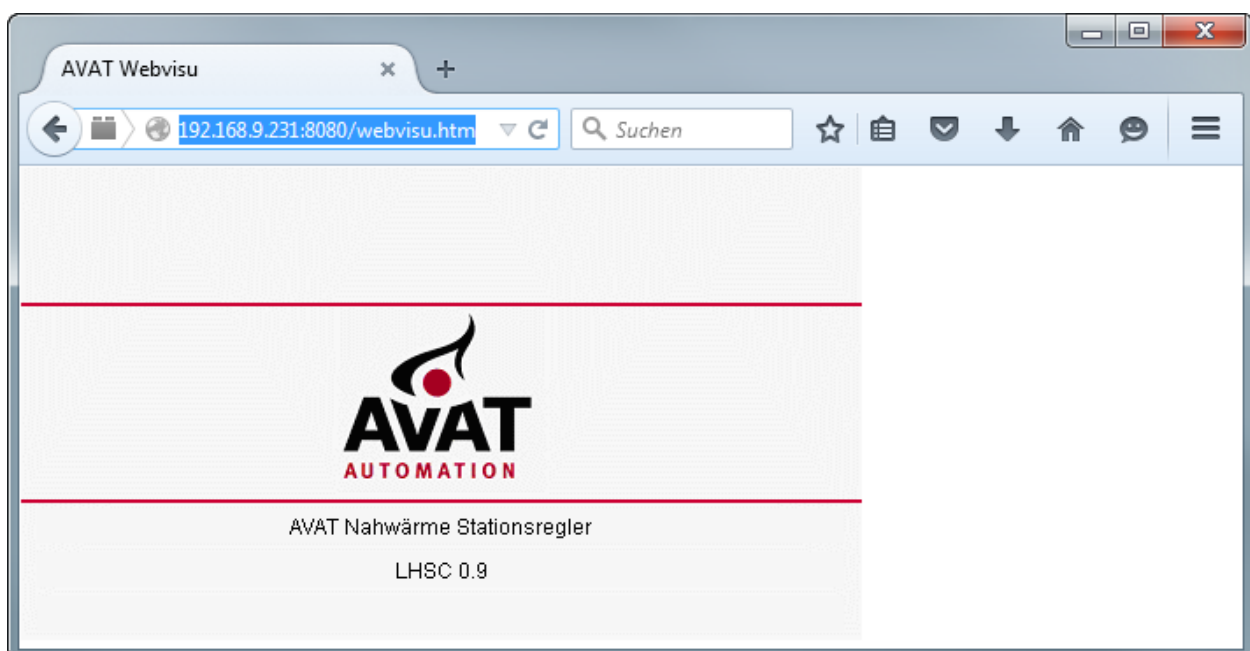 AVAT Webvisu
192.168.9.231:8080/webvisu.htm
Suchen
AVAT
AUTOMATION
AVAT Nahwärme Stationsregler
LHSC 0.9